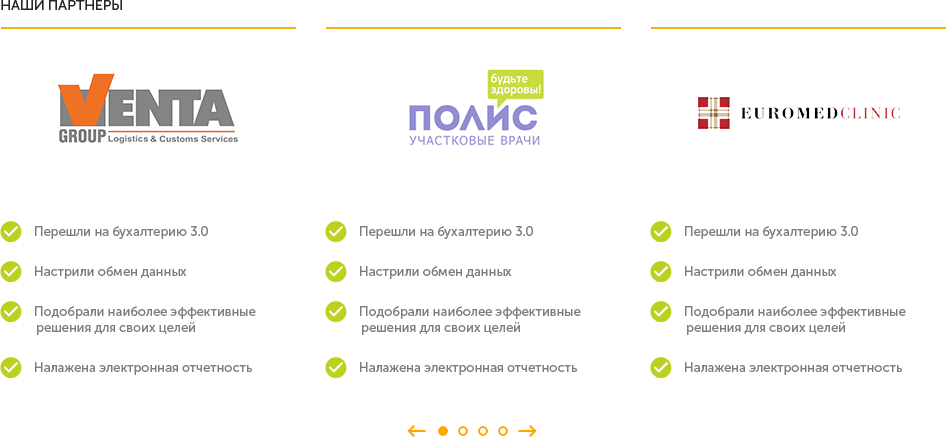 НАШИ ПАРТНЕРЫ
VENTA
GROUP Logistics & Customs Services
будьте
здоровы!
ПОЛИС
УЧАСТКОВЫЕ ВРАЧИ
EUROMEDCLINIC
Перешли на бухалтерию 3.0
Настрили обмен данных
Подобрали наиболее эффективные
решения для своих целей
Налажена электронная отчетность
Перешли на бухалтерию 3.0
Настрили обмен данных
Подобрали наиболее эффективные
решения для своих целей
Налажена электронная отчетность
Перешли на бухалтерию 3.0
Настрили обмен данных
Подобрали наиболее эффективные
решения для своих целей
Налажена электронная отчетность